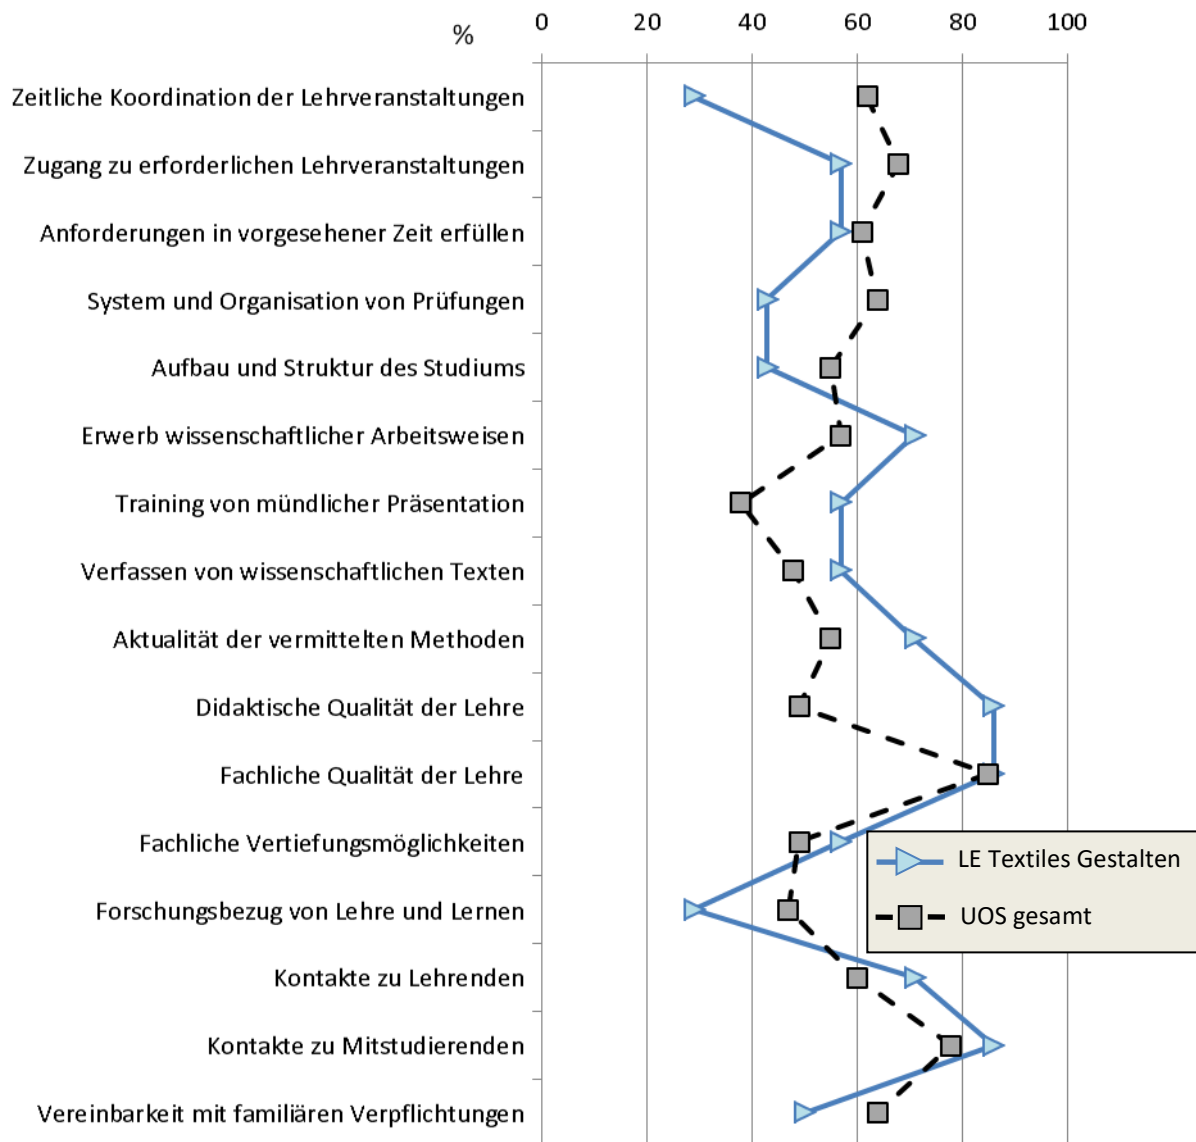 % 0 20 40 60 80 100
Zeitliche Koordination der Lehrveranstaltungen
Zugang zu erforderlichen Lehrveranstaltungen
Anforderungen in vorgesehener Zeit erfüllen
System und Organisation von Prüfungen
Aufbau und Struktur des Studiums
Erwerb wissenschaftlicher Arbeitsweisen
Training von mündlicher Präsentation
Verfassen von wissenschaftlichen Texten
Aktualität der vermittelten Methoden
Didaktische Qualität der Lehre
Fachliche Qualität der Lehre
Fachliche Vertiefungsmöglichkeiten
Forschungsbezug von Lehre und Lernen
Kontakte zu Lehrenden
Kontakte zu Mitstudierenden
Vereinbarkeit mit familiären Verpflichtungen
LE Textiles Gestalten
UOS gesamt